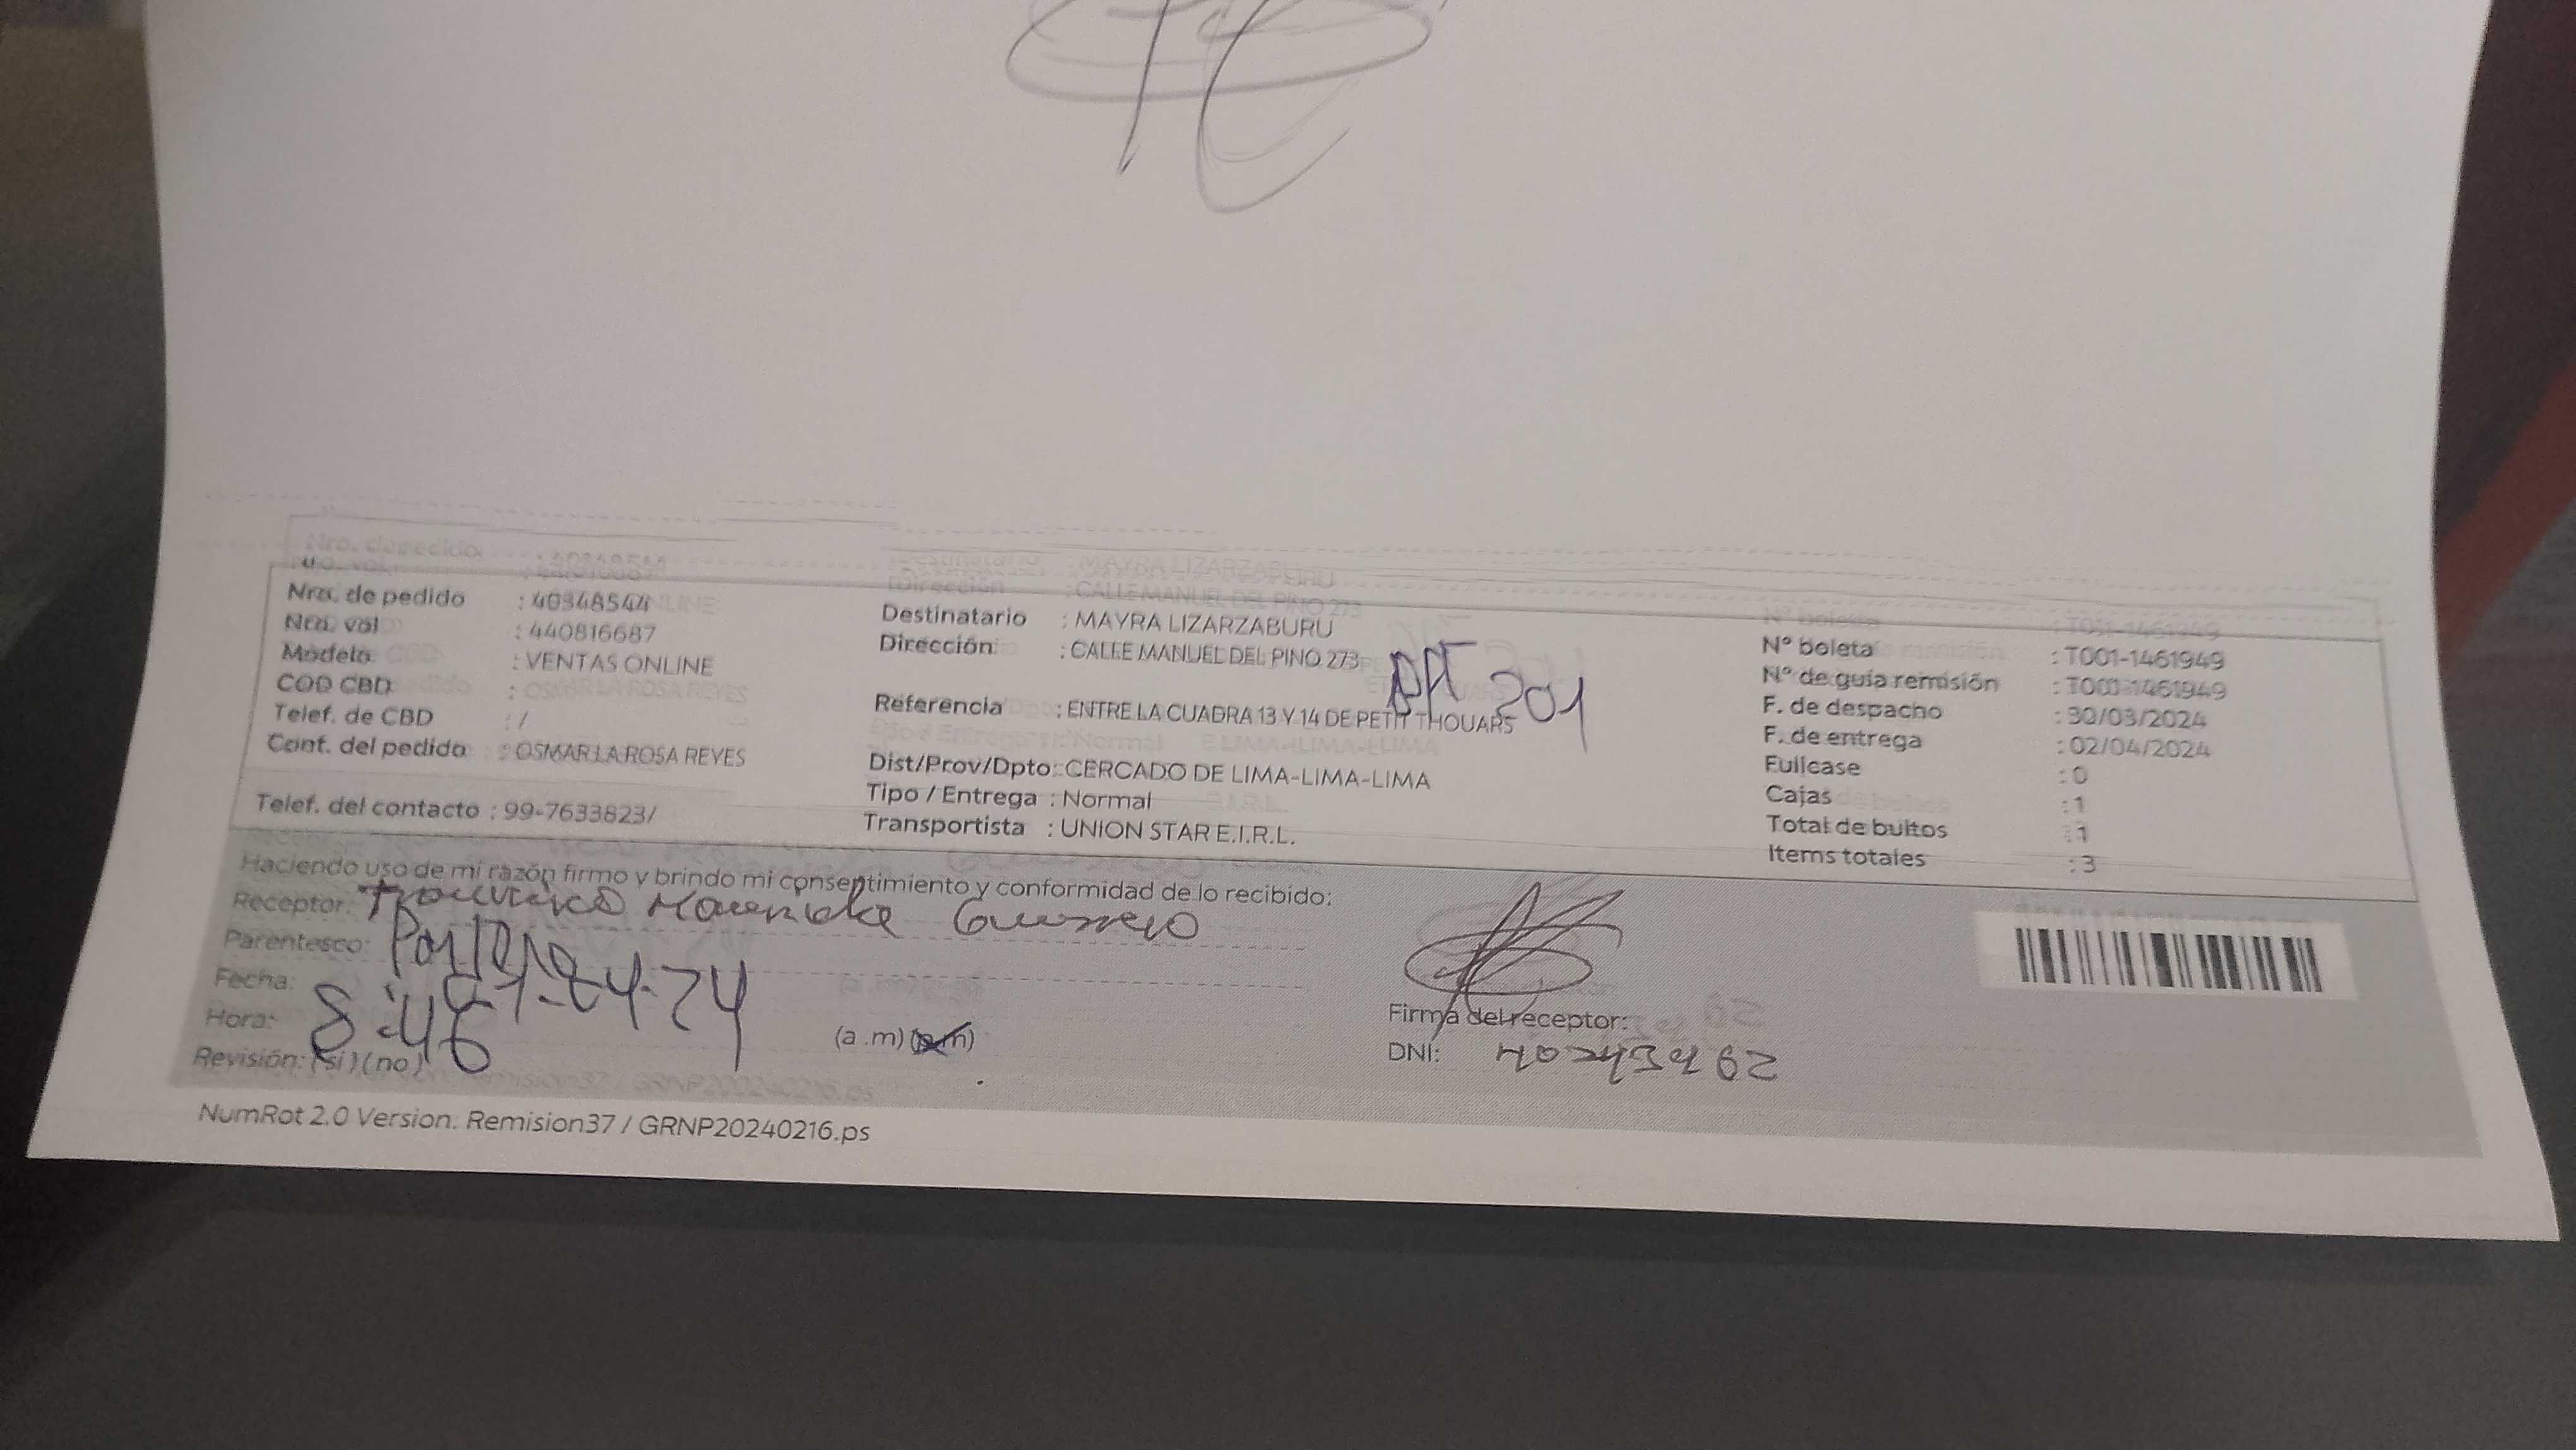 Nro. de pedido : 40348544
Nro. vol : 440816687
Modelo : VENTAS ONLINE
COD CBD :
Telef. de CBD : /
Cont. del pedido : OSMAR LA ROSA REYES
Telef. del contacto : 99-7633823/
Destinatario : MAYRA LIZARZABURU
Dirección : CALLE MANUEL DEL PINO 273
DPT 201
Referencia : ENTRE LA CUADRA 13 Y 14 DE PETIT THOUARS
Dist/Prov/Dpto: CERCADO DE LIMA-LIMA-LIMA
Tipo / Entrega : Normal
Transportista : UNION STAR E.I.R.L.
Nº boleta : T001-1461949
Nº de guía remisión : T001-1461949
F. de despacho : 30/03/2024
F. de entrega : 02/04/2024
Fullcase : 0
Cajas : 1
Total de bultos : 1
Items totales : 3
Haciendo uso de mi razón firmo y brindo mi consentimiento y conformidad de lo recibido:
Receptor: Guerrero
Parentesco:
Fecha: 04-24
Hora: 8:46 (a .m) (p.m)
Revisión: (si) (no)
Firma del receptor:
DNI:
NumRot 2.0 Version: Remision37 / GRNP20240216.ps